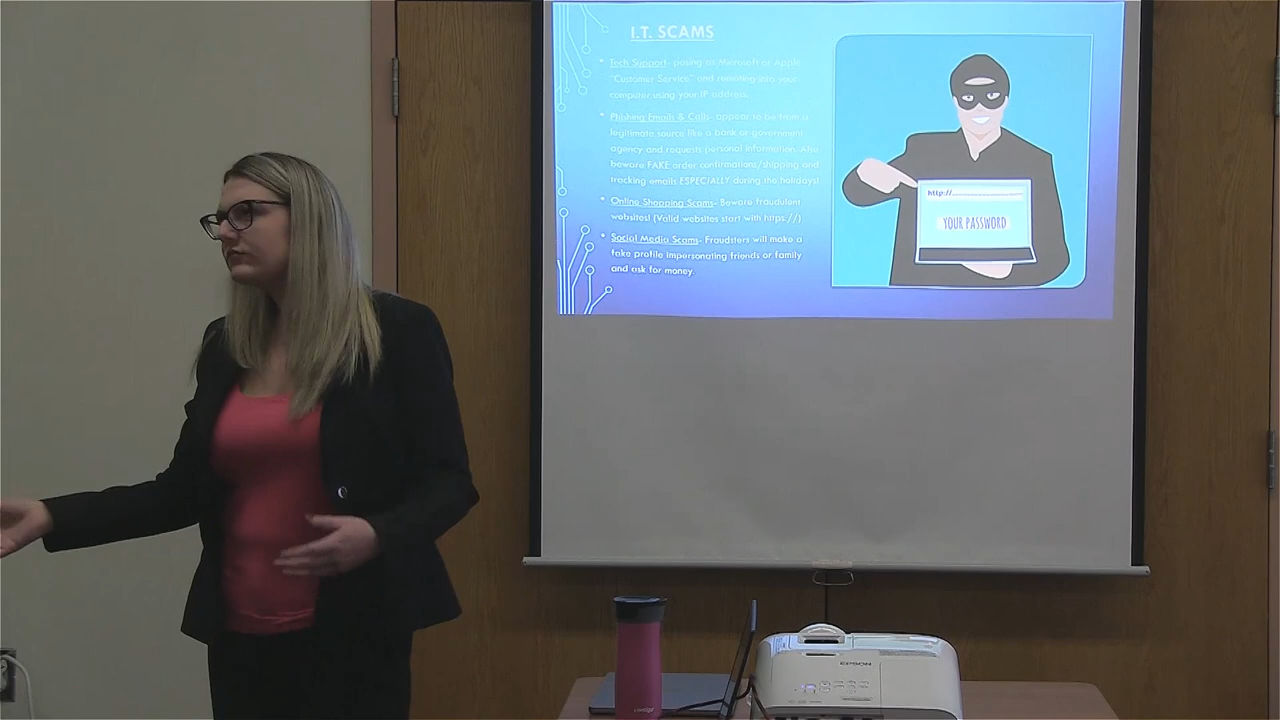 I.T. SCAMS
• Tech Support- posing as Microsoft or Apple
"Customer Service" and remoting into your
computer using your IP address.
• Phishing Emails & Calls- appear to be from a
legitimate source like a bank or government
agency and requests personal information. Also
beware FAKE order confirmations/shipping and
tracking emails ESPECIALLY during the holidays!
• Online Shopping Scams- Beware fraudulent
websites! (Valid websites start with https://)
• Social Media Scams- Fraudsters will make a
fake profile impersonating friends or family
and ask for money.
http://
YOUR PASSWORD
EPSON